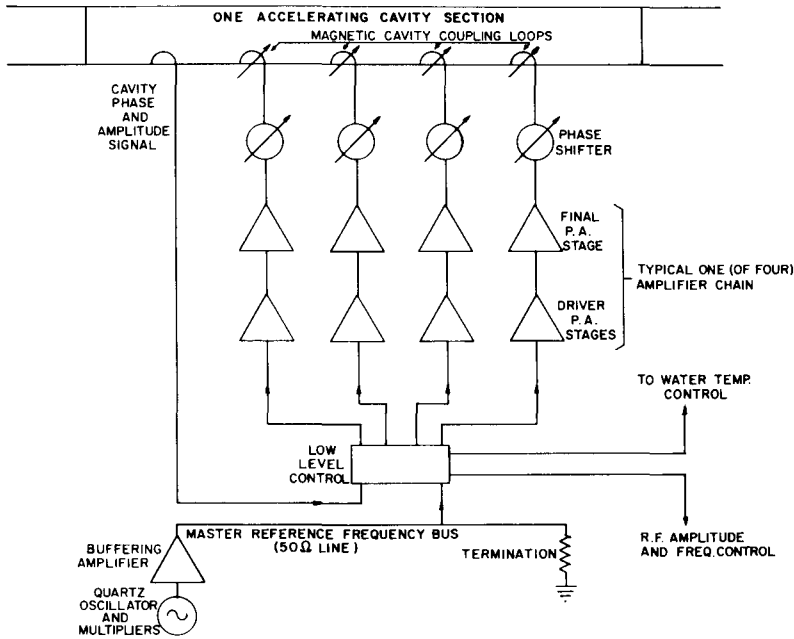 ONE ACCELERATING CAVITY SECTION
MAGNETIC CAVITY COUPLING LOOPS
CAVITY
PHASE
AND
AMPLITUDE
SIGNAL
PHASE
SHIFTER
FINAL
P.A.
STAGE
TYPICAL ONE (OF FOUR)
AMPLIFIER CHAIN
DRIVER
P.A.
STAGES
TO WATER TEMP.
CONTROL
LOW
LEVEL
CONTROL
MASTER REFERENCE FREQUENCY BUS
(50Ω LINE)
TERMINATION
R.F. AMPLITUDE
AND FREQ. CONTROL
BUFFERING
AMPLIFIER
QUARTZ
OSCILLATOR
AND
MULTIPLIERS